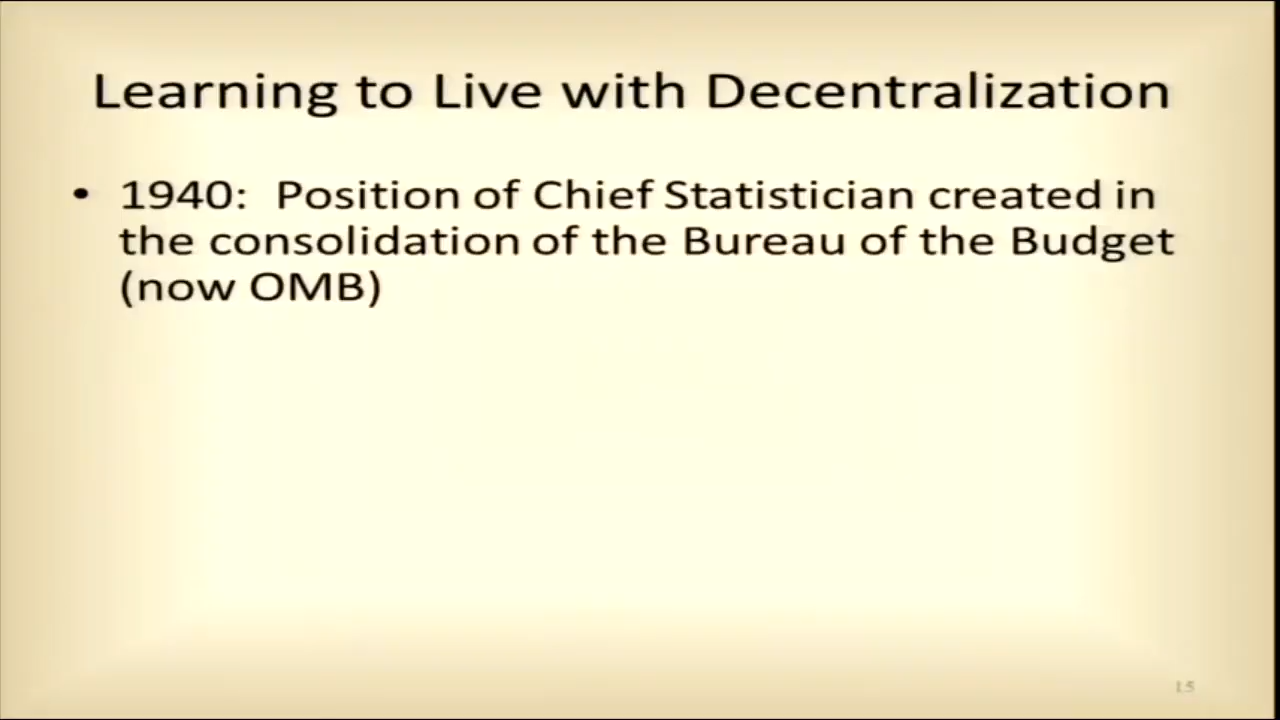 Learning to Live with Decentralization
• 1940: Position of Chief Statistician created in
the consolidation of the Bureau of the Budget
(now OMB)
15